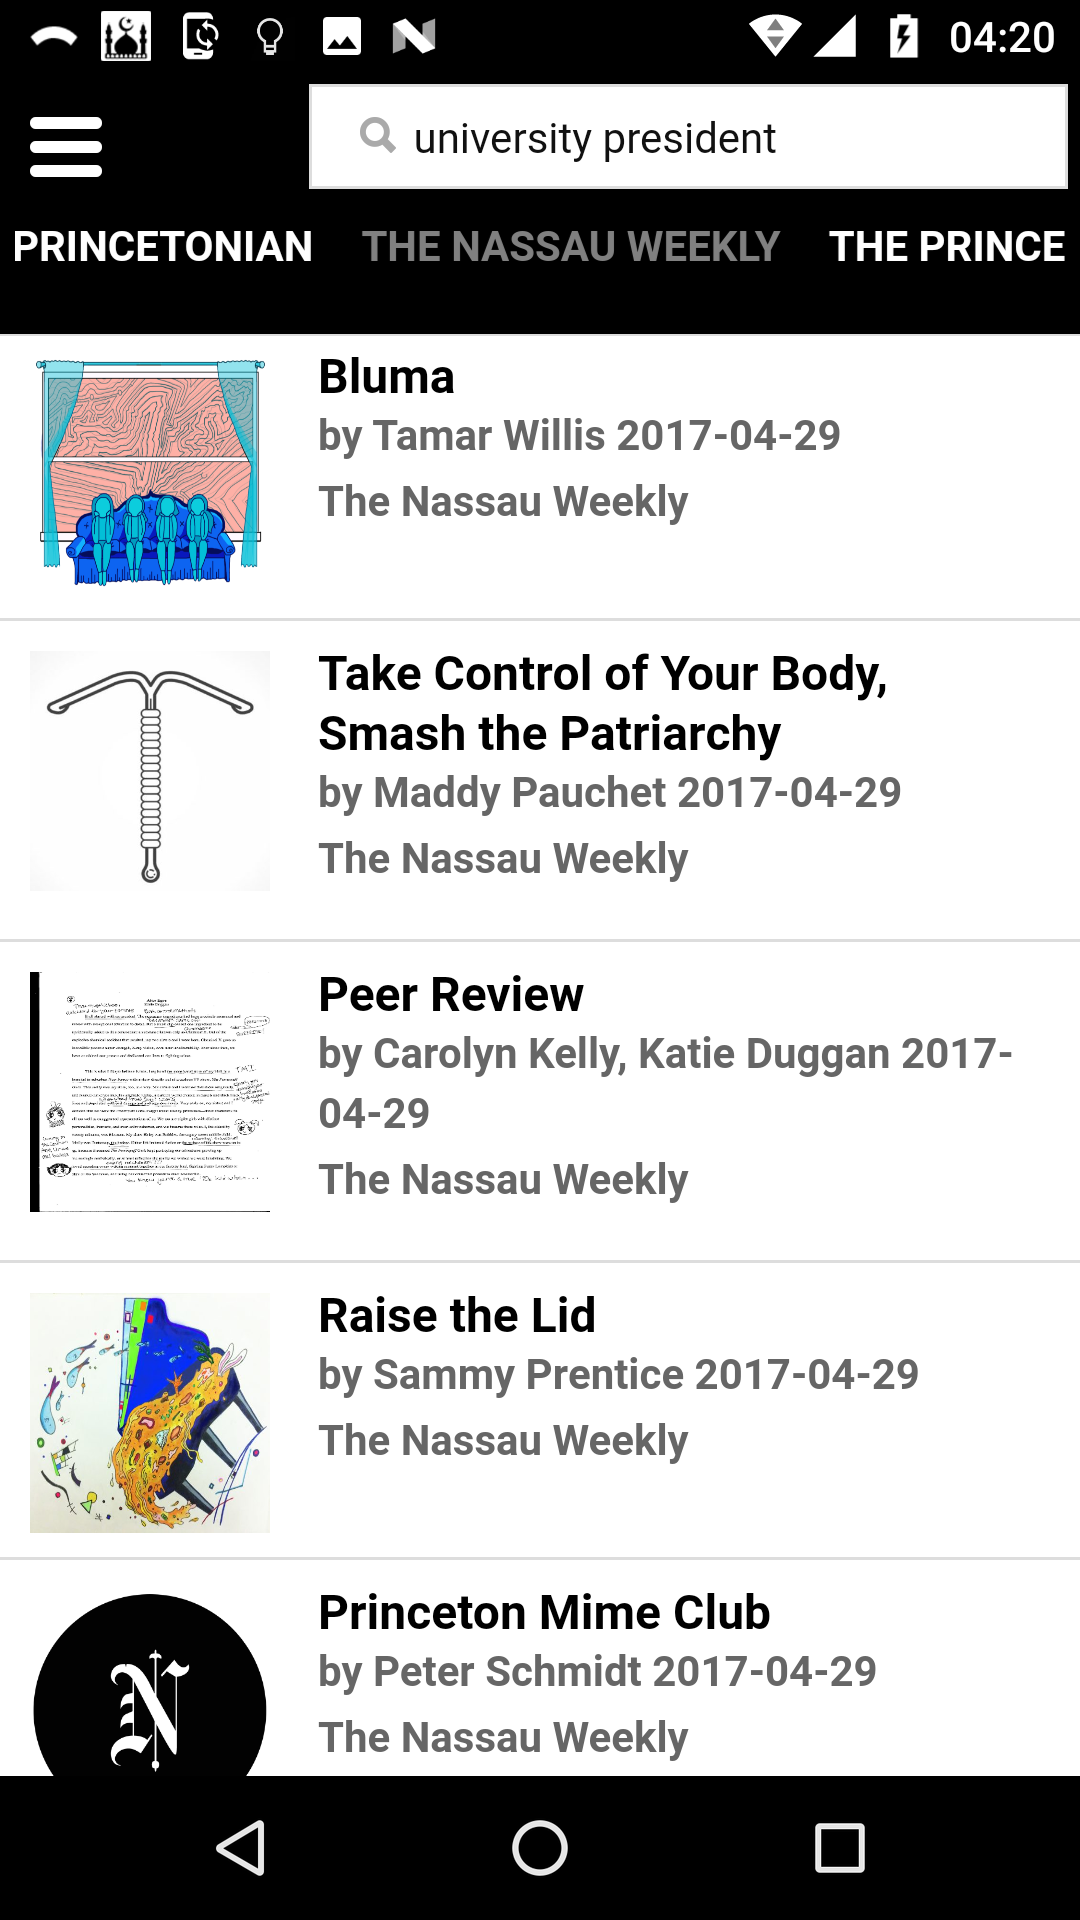 04:20
university president
PRINCETONIAN THE NASSAU WEEKLY THE PRINCE
Bluma
by Tamar Willis 2017-04-29
The Nassau Weekly
Take Control of Your Body,
Smash the Patriarchy
by Maddy Pauchet 2017-04-29
The Nassau Weekly
Peer Review
by Carolyn Kelly, Katie Duggan 2017-
04-29
The Nassau Weekly
Raise the Lid
by Sammy Prentice 2017-04-29
The Nassau Weekly
Princeton Mime Club
by Peter Schmidt 2017-04-29
The Nassau Weekly
N